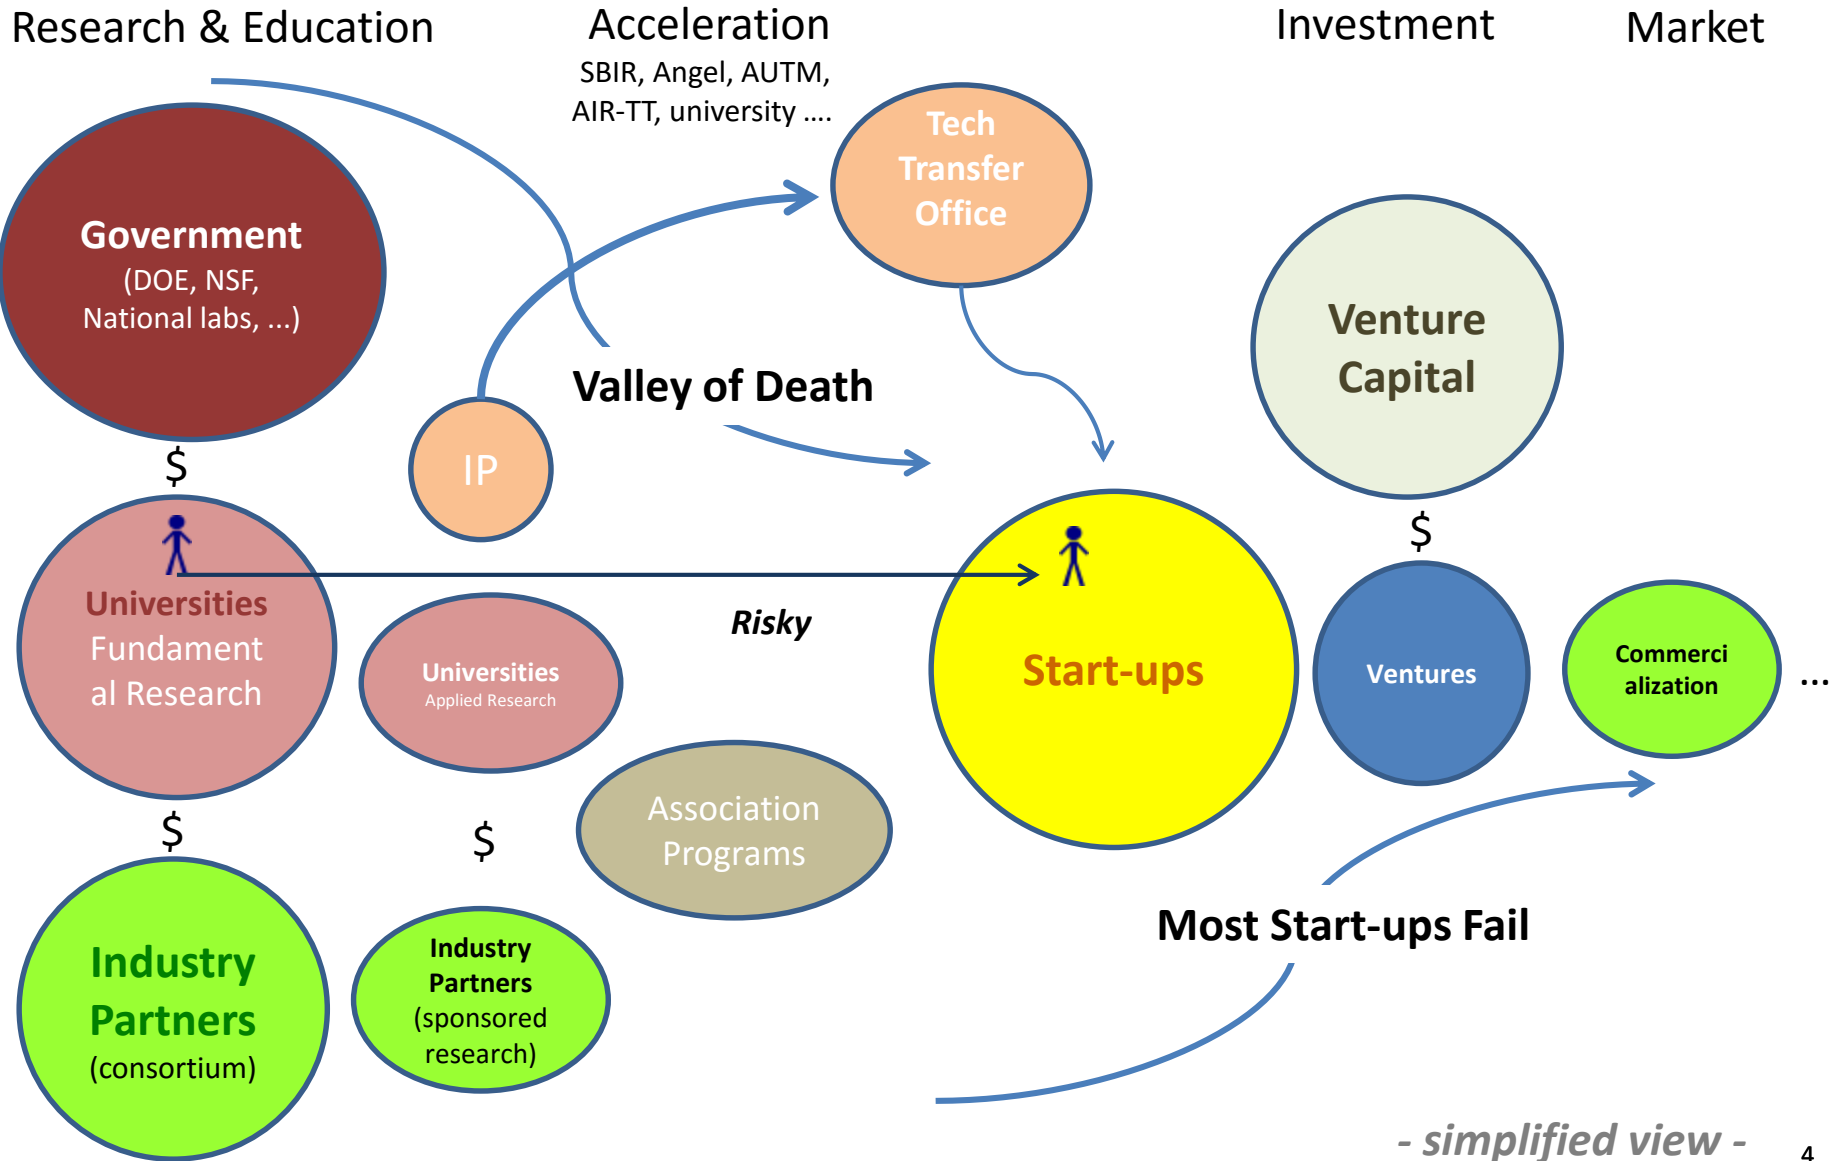 Research & Education
Acceleration
SBIR, Angel, AUTM,
AIR-TT, university ....
Investment
Market
Government
(DOE, NSF,
National labs, ...)
Tech
Transfer
Office
Venture
Capital
Valley of Death
$
IP
$
Universities
Fundament
al Research
Risky
Universities
Applied Research
Start-ups
Ventures
Commerci
alization
...
$
$
Association
Programs
Industry
Partners
(consortium)
Industry
Partners
(sponsored
research)
Most Start-ups Fail
- simplified view -
4